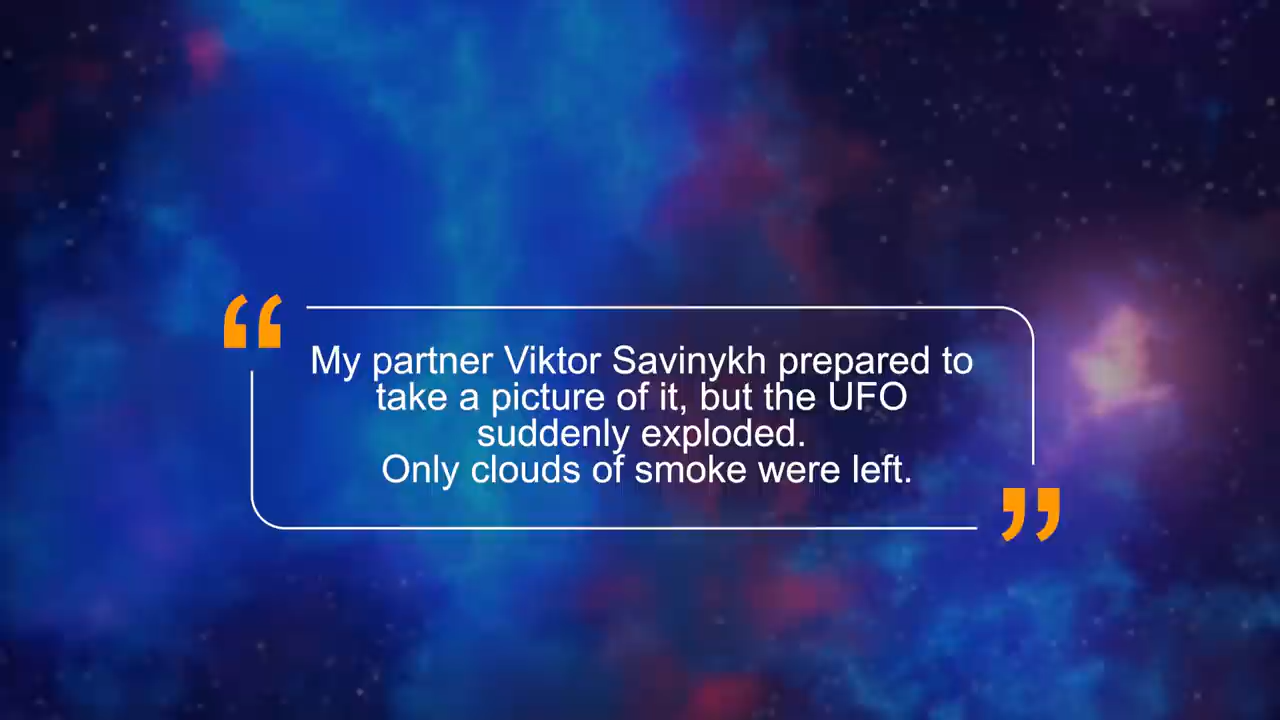 “
My partner Viktor Savinykh prepared to
take a picture of it, but the UFO
suddenly exploded.
Only clouds of smoke were left.
”